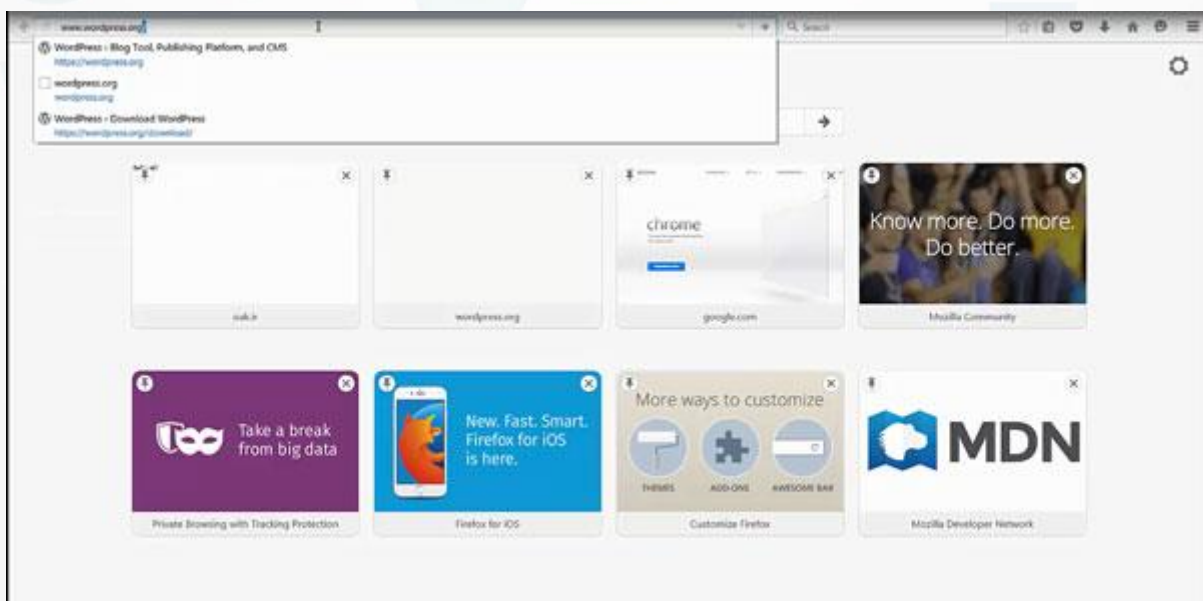 www.wordpress.org/
Search
WordPress › Blog Tool, Publishing Platform, and CMS
https://wordpress.org
wordpress.org
wordpress.org
WordPress › Download WordPress
https://wordpress.org/download/
chrome
Know more. Do more.
Do better.
wordpress.org
google.com
Mozilla Community
Take a break
from big data
New. Fast. Smart.
Firefox for iOS
is here.
More ways to customize
THEMES
ADD-ONS
AWESOME BAR
MDN
Private Browsing with Tracking Protection
Firefox for iOS
Customize Firefox
Mozilla Developer Network